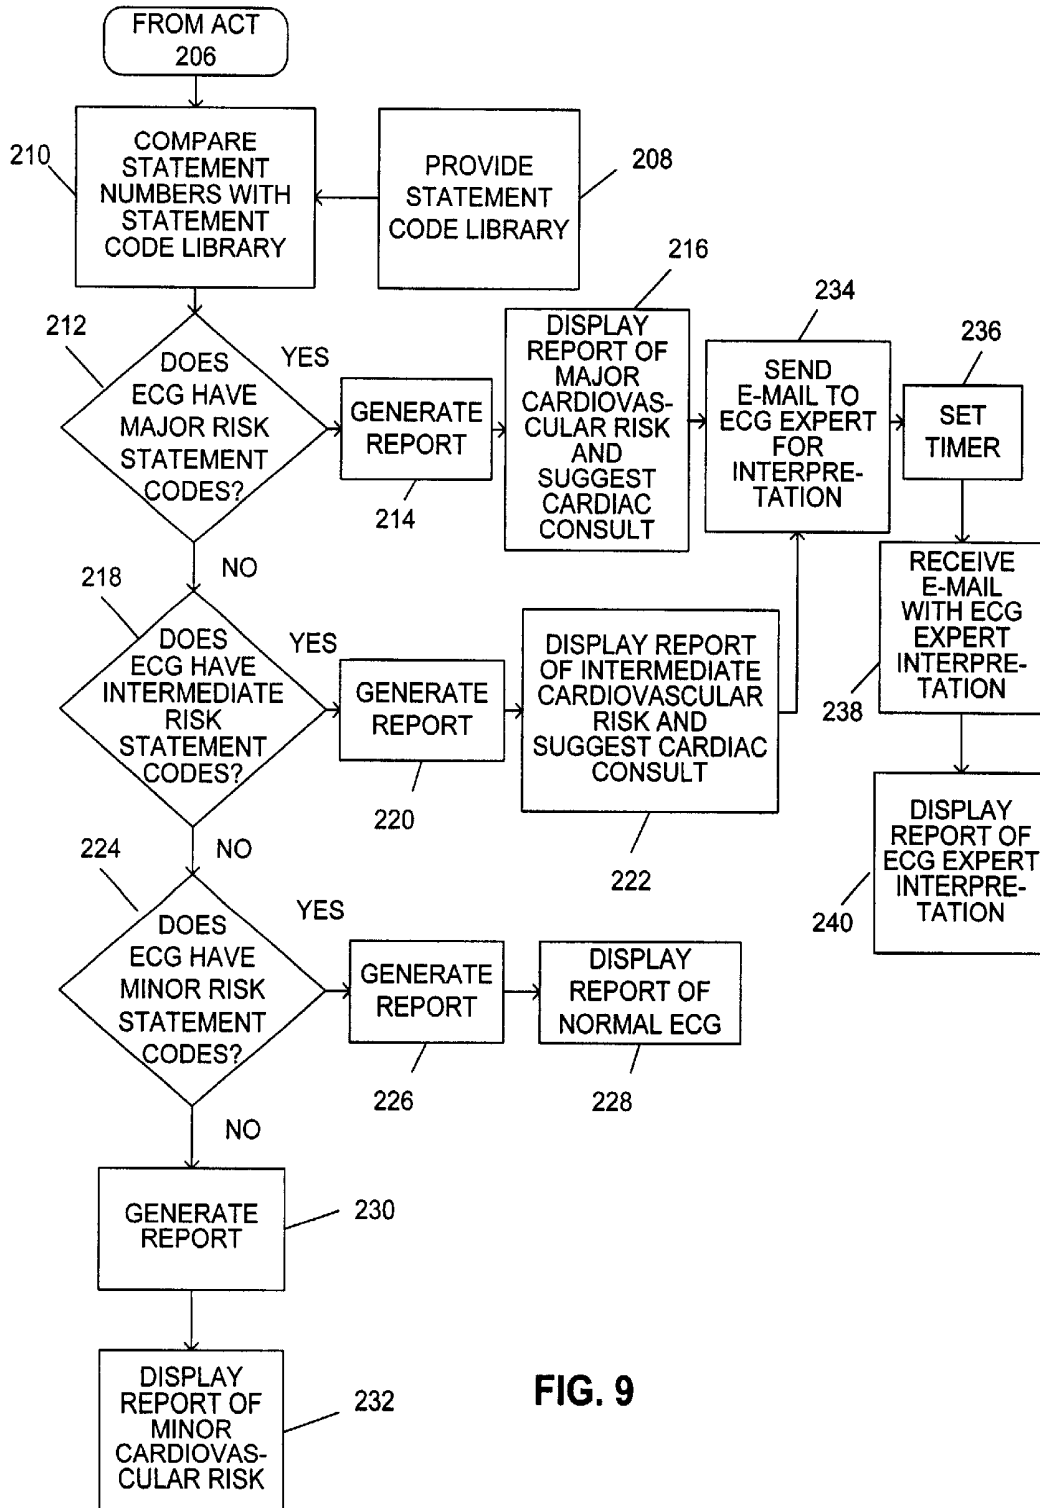 FROM ACT
206
210
COMPARE
STATEMENT
NUMBERS WITH
STATEMENT
CODE LIBRARY
PROVIDE
STATEMENT
CODE LIBRARY
208
212
DOES
ECG HAVE
MAJOR RISK
STATEMENT
CODES?
YES
NO
GENERATE
REPORT
214
216
DISPLAY
REPORT OF
MAJOR
CARDIOVAS-
CULAR RISK
AND
SUGGEST
CARDIAC
CONSULT
234
SEND
E-MAIL TO
ECG EXPERT
FOR
INTERPRE-
TATION
236
SET
TIMER
218
DOES
ECG HAVE
INTERMEDIATE
RISK
STATEMENT
CODES?
YES
NO
GENERATE
REPORT
220
DISPLAY REPORT
OF INTERMEDIATE
CARDIOVASCULAR
RISK AND
SUGGEST CARDIAC
CONSULT
222
RECEIVE
E-MAIL
WITH ECG
EXPERT
INTERPRE-
TATION
238
DISPLAY
REPORT OF
ECG EXPERT
INTERPRE-
TATION
240
224
DOES
ECG HAVE
MINOR RISK
STATEMENT
CODES?
YES
NO
GENERATE
REPORT
226
DISPLAY
REPORT OF
NORMAL ECG
228
GENERATE
REPORT
230
DISPLAY
REPORT OF
MINOR
CARDIOVAS-
CULAR RISK
232
FIG. 9